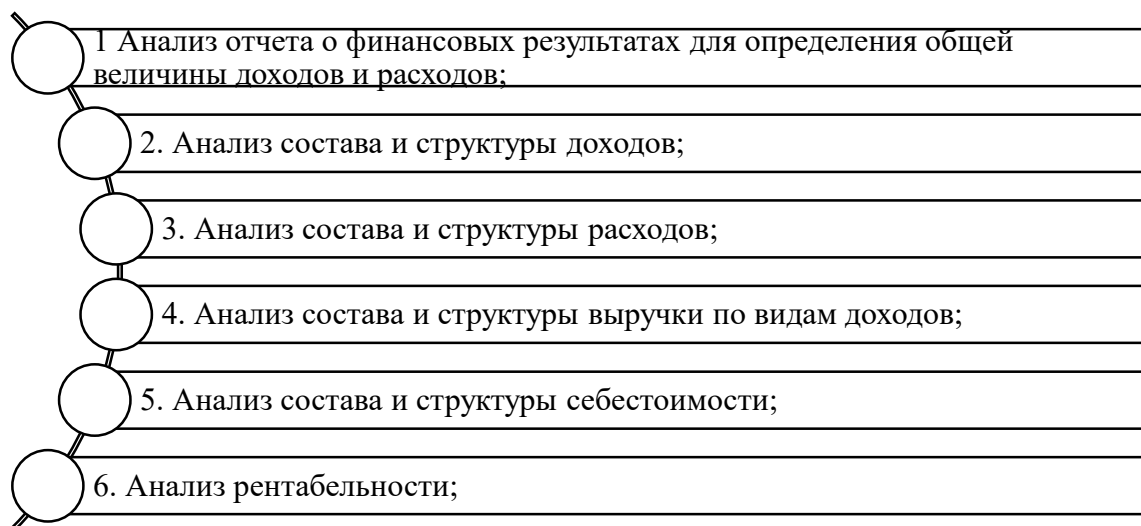 1 Анализ отчета о финансовых результатах для определения общей
величины доходов и расходов;
2. Анализ состава и структуры доходов;
3. Анализ состава и структуры расходов;
4. Анализ состава и структуры выручки по видам доходов;
5. Анализ состава и структуры себестоимости;
6. Анализ рентабельности;